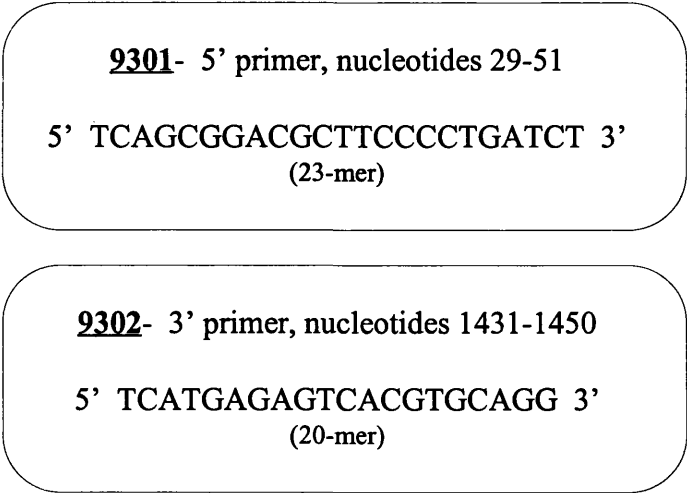 9301- 5’ primer, nucleotides 29-51
5’ TCAGCGGACGCTTCCCCTGATCT 3’
(23-mer)
9302- 3’ primer, nucleotides 1431-1450
5’ TCATGAGAGTCACGTGCAGG 3’
(20-mer)